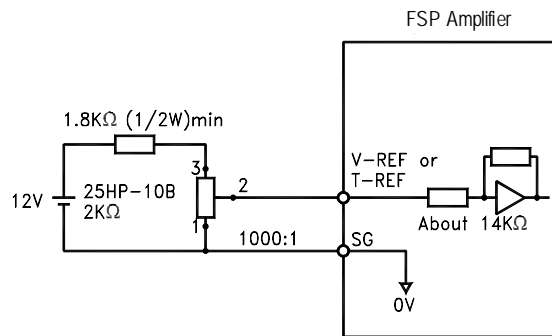 FSP Amplifier
1.8KΩ (1/2W)min
3
V-REF or
T-REF
2
12V
25HP-10B
2KΩ
1
About 14KΩ
1000:1
SG
0V